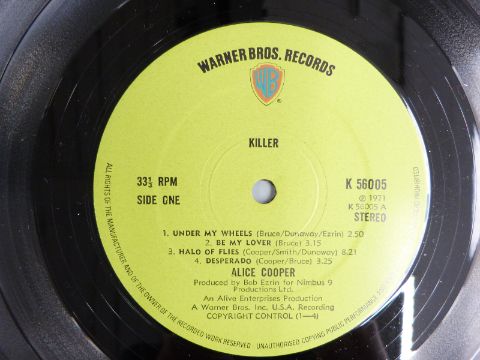 WARNER BROS. RECORDS
WB
®
KILLER
33⅓ RPM
SIDE ONE
K 56005
℗ 1971
K 56005 A
STEREO
1. UNDER MY WHEELS (Bruce/Dunaway/Ezrin) 2.50
2. BE MY LOVER (Bruce) 3.15
3. HALO OF FLIES (Cooper/Smith/Dunaway) 8.21
4. DESPERADO (Cooper/Bruce) 3.25
ALICE COOPER
Produced by Bob Ezrin for Nimbus 9
Productions Ltd.
An Alive Enterprises Production
A Warner Bros. Inc. U.S.A. Recording
COPYRIGHT CONTROL (1—4)
ALL RIGHTS OF THE MANUFACTURER AND OF THE OWNER OF THE RECORDED WORK RESERVED · UNAUTHORISED COPYING PUBLIC PERFORMANCE
PROHIBITED